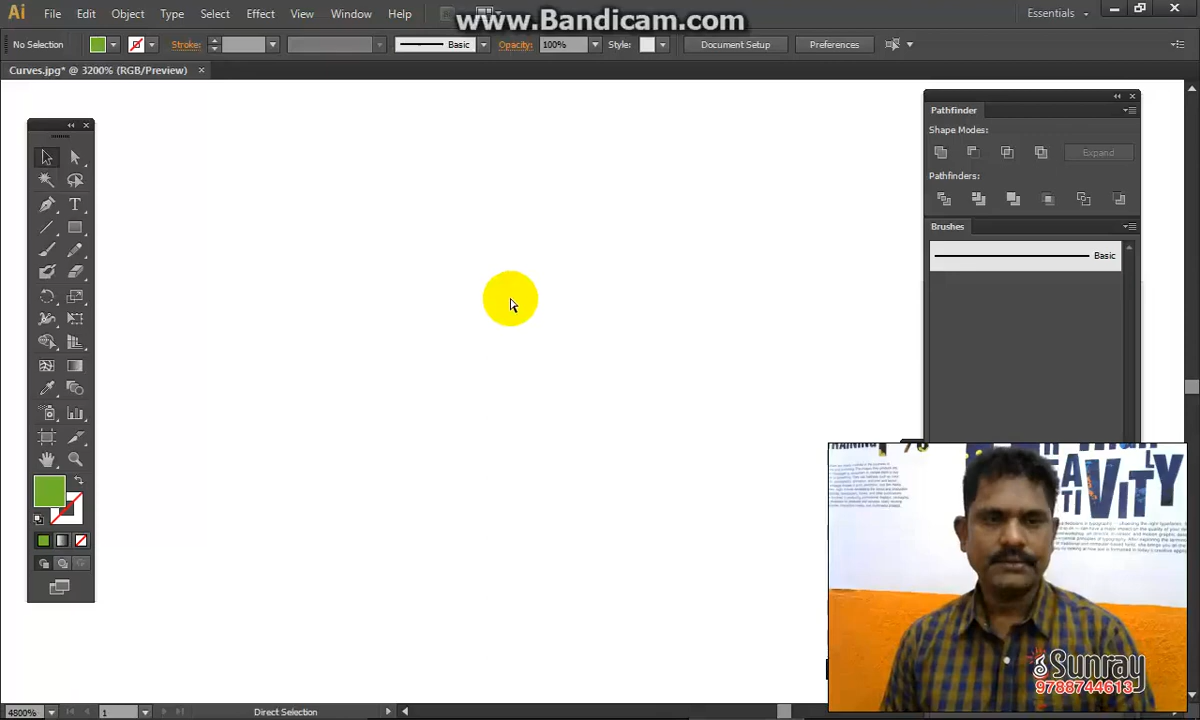 www.Bandicam.com
Ai File Edit Object Type Select Effect View Window Help
Essentials
No Selection Stroke: Basic Opacity: 100% Style: Document Setup Preferences
Curves.jpg* @ 3200% (RGB/Preview)
Pathfinder
Shape Modes:
Expand
Pathfinders:
Brushes
Basic
T
EATIVITY
Sunray
9788744613
4800% 1 Direct Selection